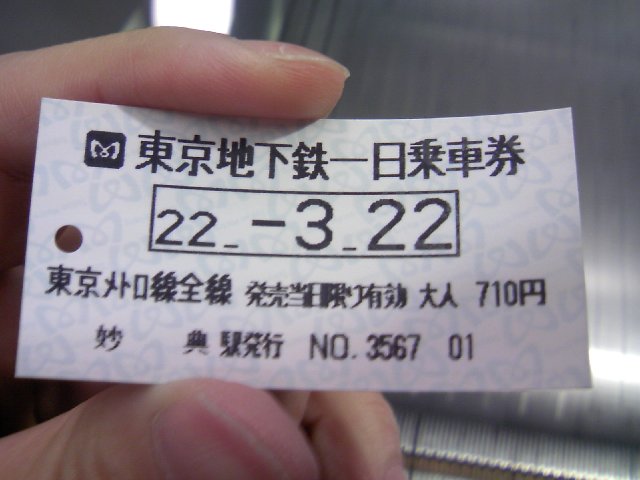 東京地下鉄一日乗車券
22.-3.22
東京メトロ線全線 発売当日限り有効 大人 710円
妙典駅発行 NO.3567 01